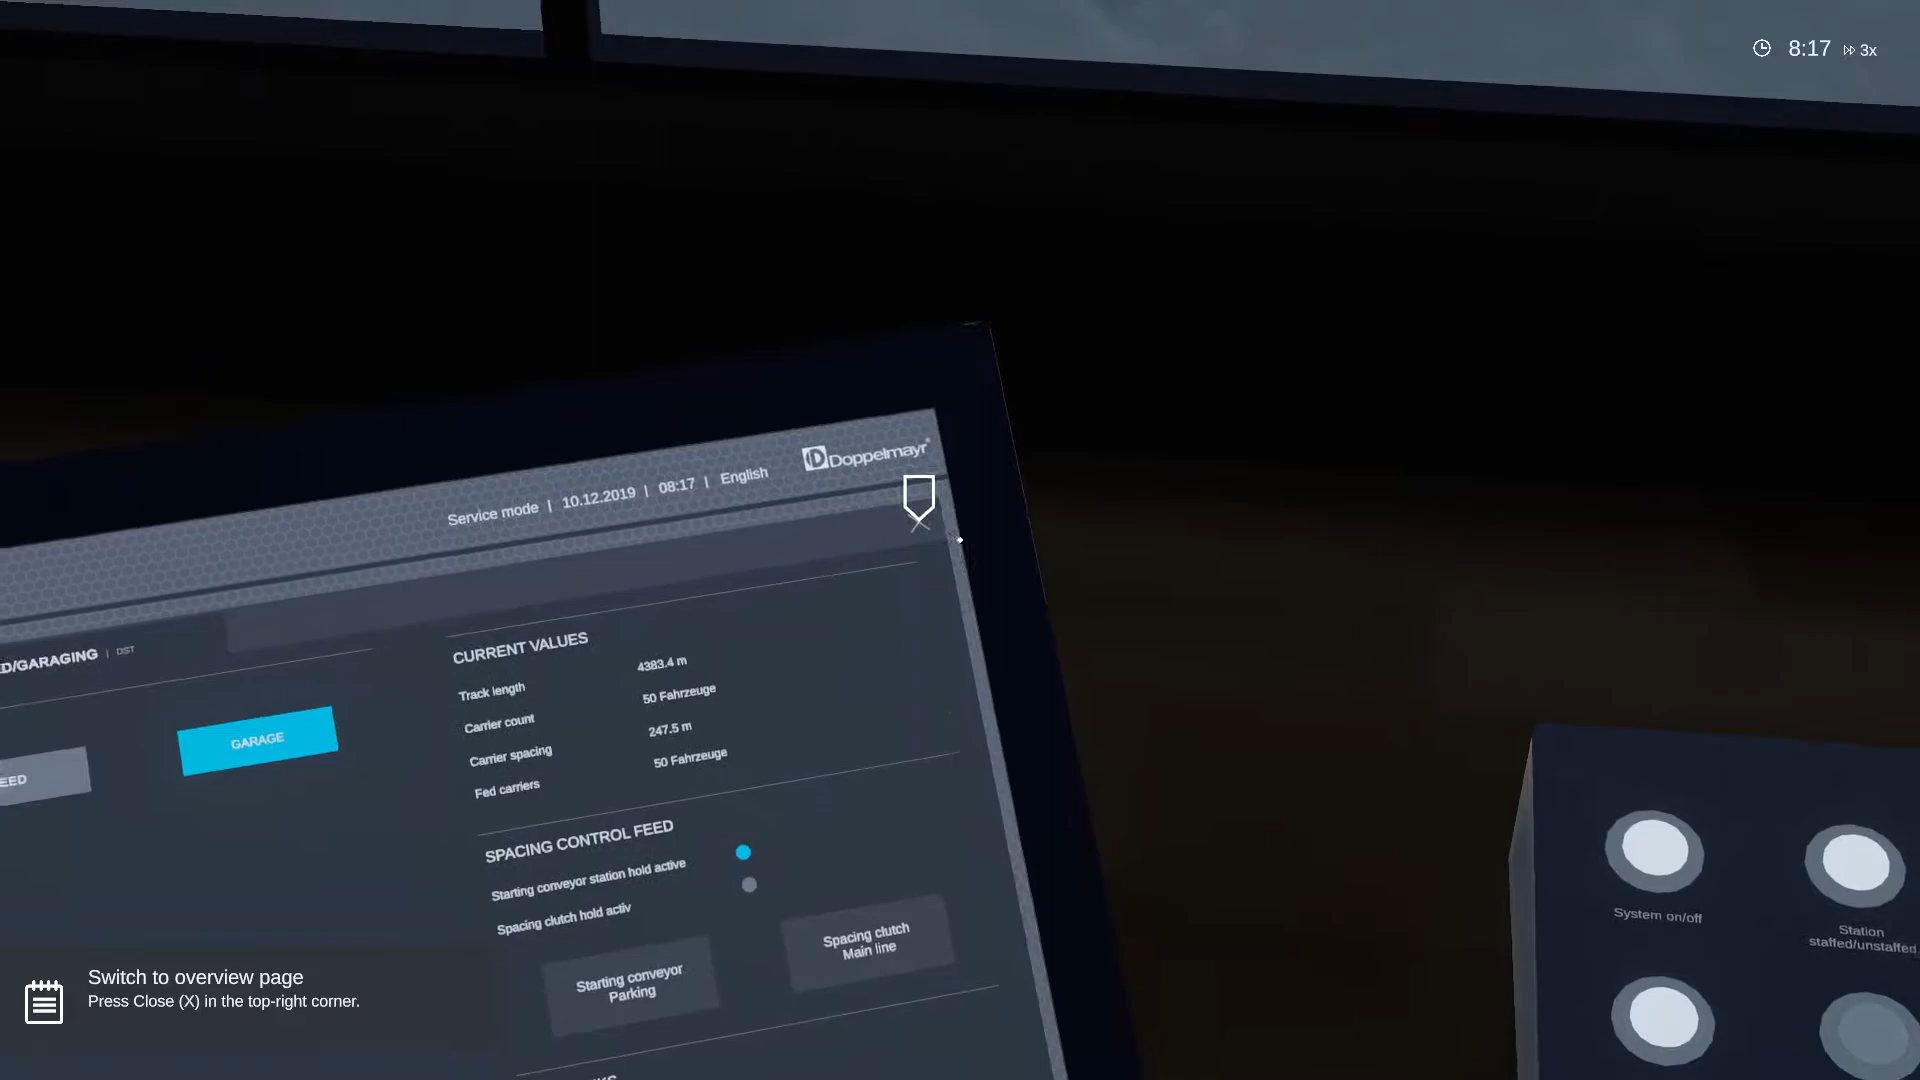 8:17 3x
Doppelmayr
Service mode | 10.12.2019 | 08:17 | English
D/GARAGING | DST
EED
GARAGE
CURRENT VALUES
Track length 4383.4 m
Carrier count 50 Fahrzeuge
Carrier spacing 247.5 m
Fed carriers 50 Fahrzeuge
SPACING CONTROL FEED
Starting conveyor station hold active
Spacing clutch hold activ
Starting conveyor
Parking
Spacing clutch
Main line
System on/off
Station
staffed/unstaffed
Switch to overview page
Press Close (X) in the top-right corner.